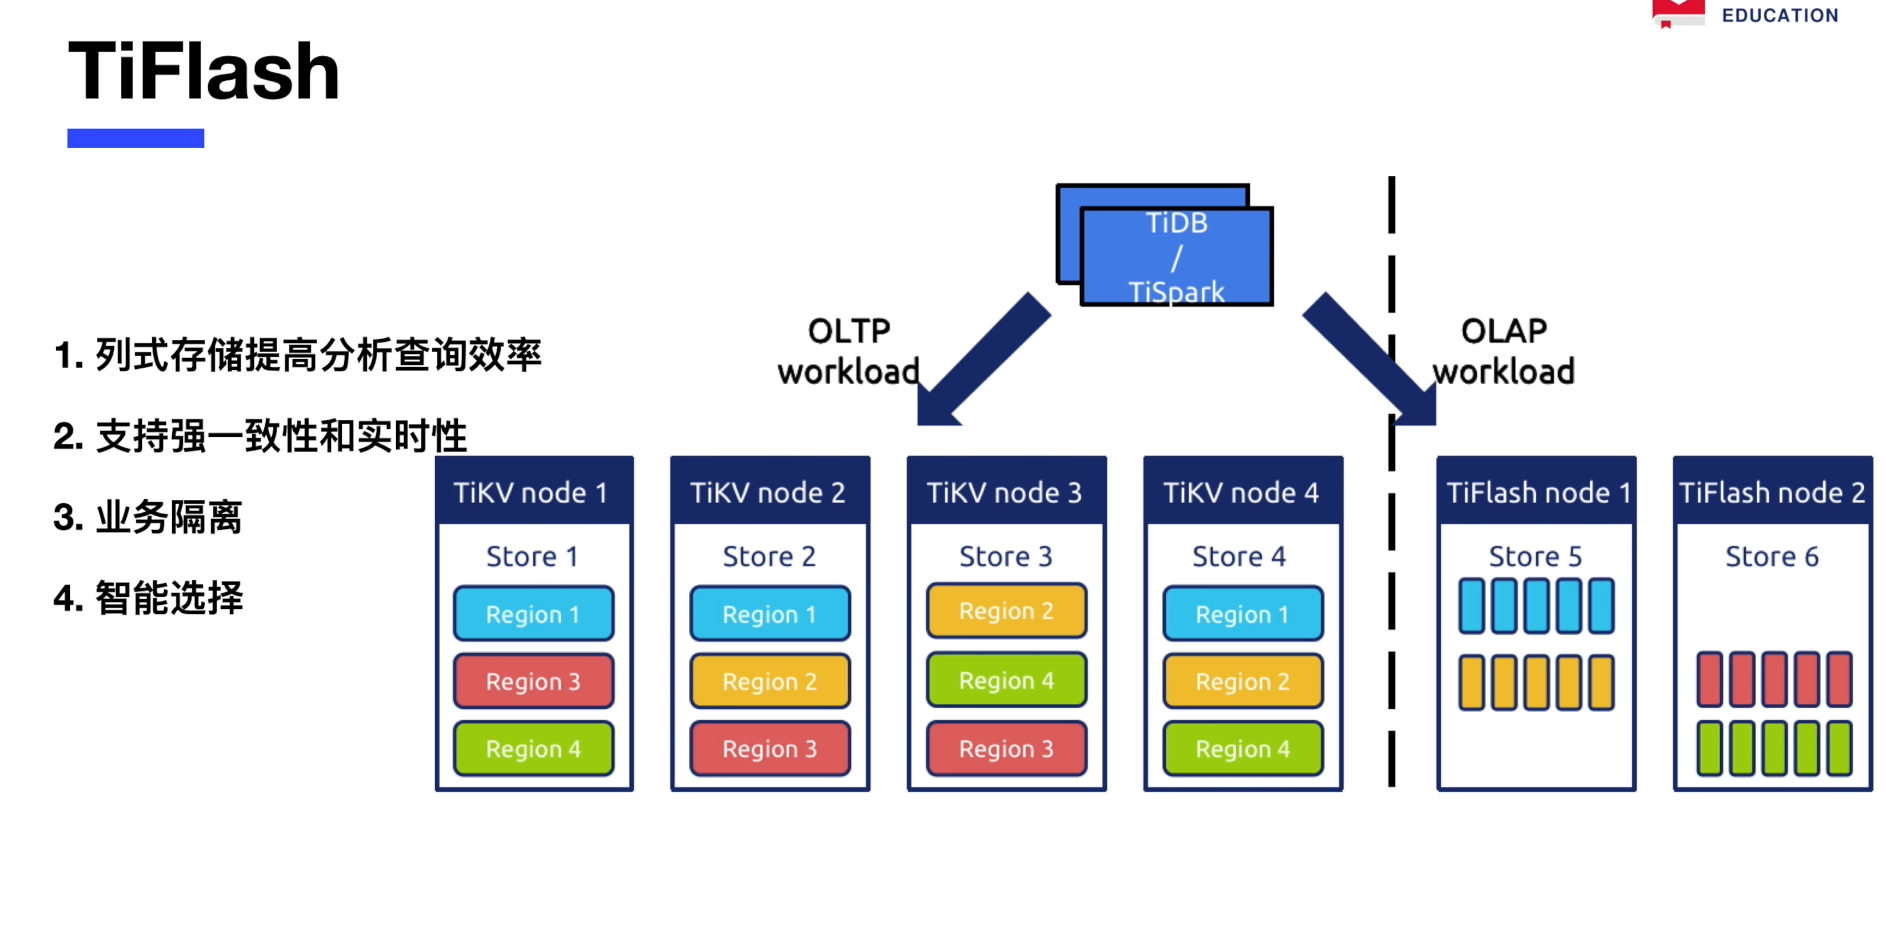 EDUCATION
TiFlash
1. 列式存储提高分析查询效率
2. 支持强一致性和实时性
3. 业务隔离
4. 智能选择
TiDB
/
TiSpark
OLTP
workload
OLAP
workload
TiKV node 1
Store 1
Region 1
Region 3
Region 4
TiKV node 2
Store 2
Region 1
Region 2
Region 3
TiKV node 3
Store 3
Region 2
Region 4
Region 3
TiKV node 4
Store 4
Region 1
Region 2
Region 4
TiFlash node 1
Store 5
TiFlash node 2
Store 6